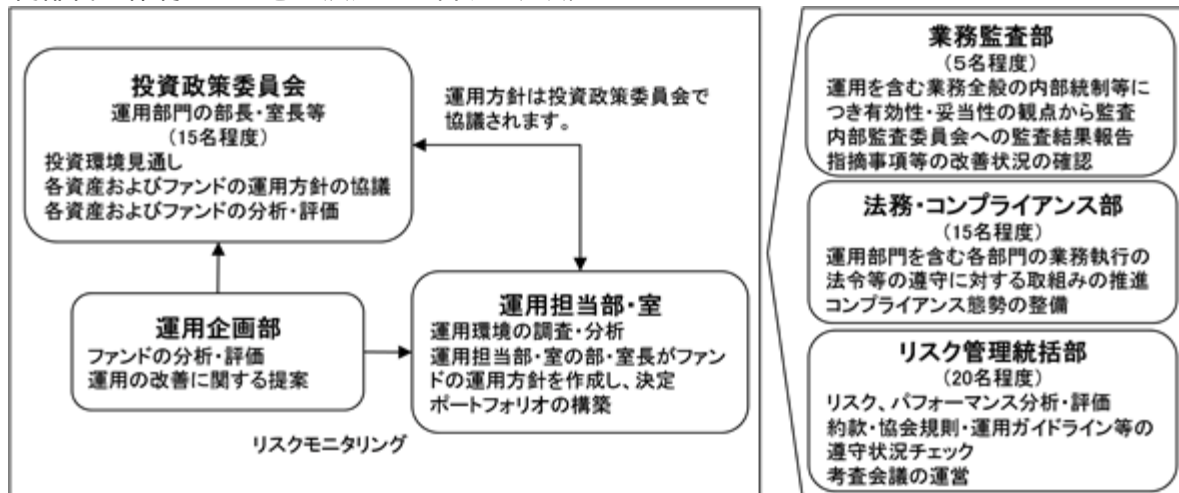 投資政策委員会
運用部門の部長・室長等
(15名程度)
投資環境見通し
各資産およびファンドの運用方針の協議
各資産およびファンドの分析・評価
運用方針は投資政策委員会で
協議されます。
運用企画部
ファンドの分析・評価
運用の改善に関する提案
運用担当部・室
運用環境の調査・分析
運用担当部・室の部・室長がファン
ドの運用方針を作成し、決定
ポートフォリオの構築
リスクモニタリング
業務監査部
(5名程度)
運用を含む業務全般の内部統制等に
つき有効性・妥当性の観点から監査
内部監査委員会への監査結果報告
指摘事項等の改善状況の確認
法務・コンプライアンス部
(15名程度)
運用部門を含む各部門の業務執行の
法令等の遵守に対する取組みの推進
コンプライアンス態勢の整備
リスク管理統括部
(20名程度)
リスク、パフォーマンス分析・評価
約款・協会規則・運用ガイドライン等の
遵守状況チェック
考査会議の運営